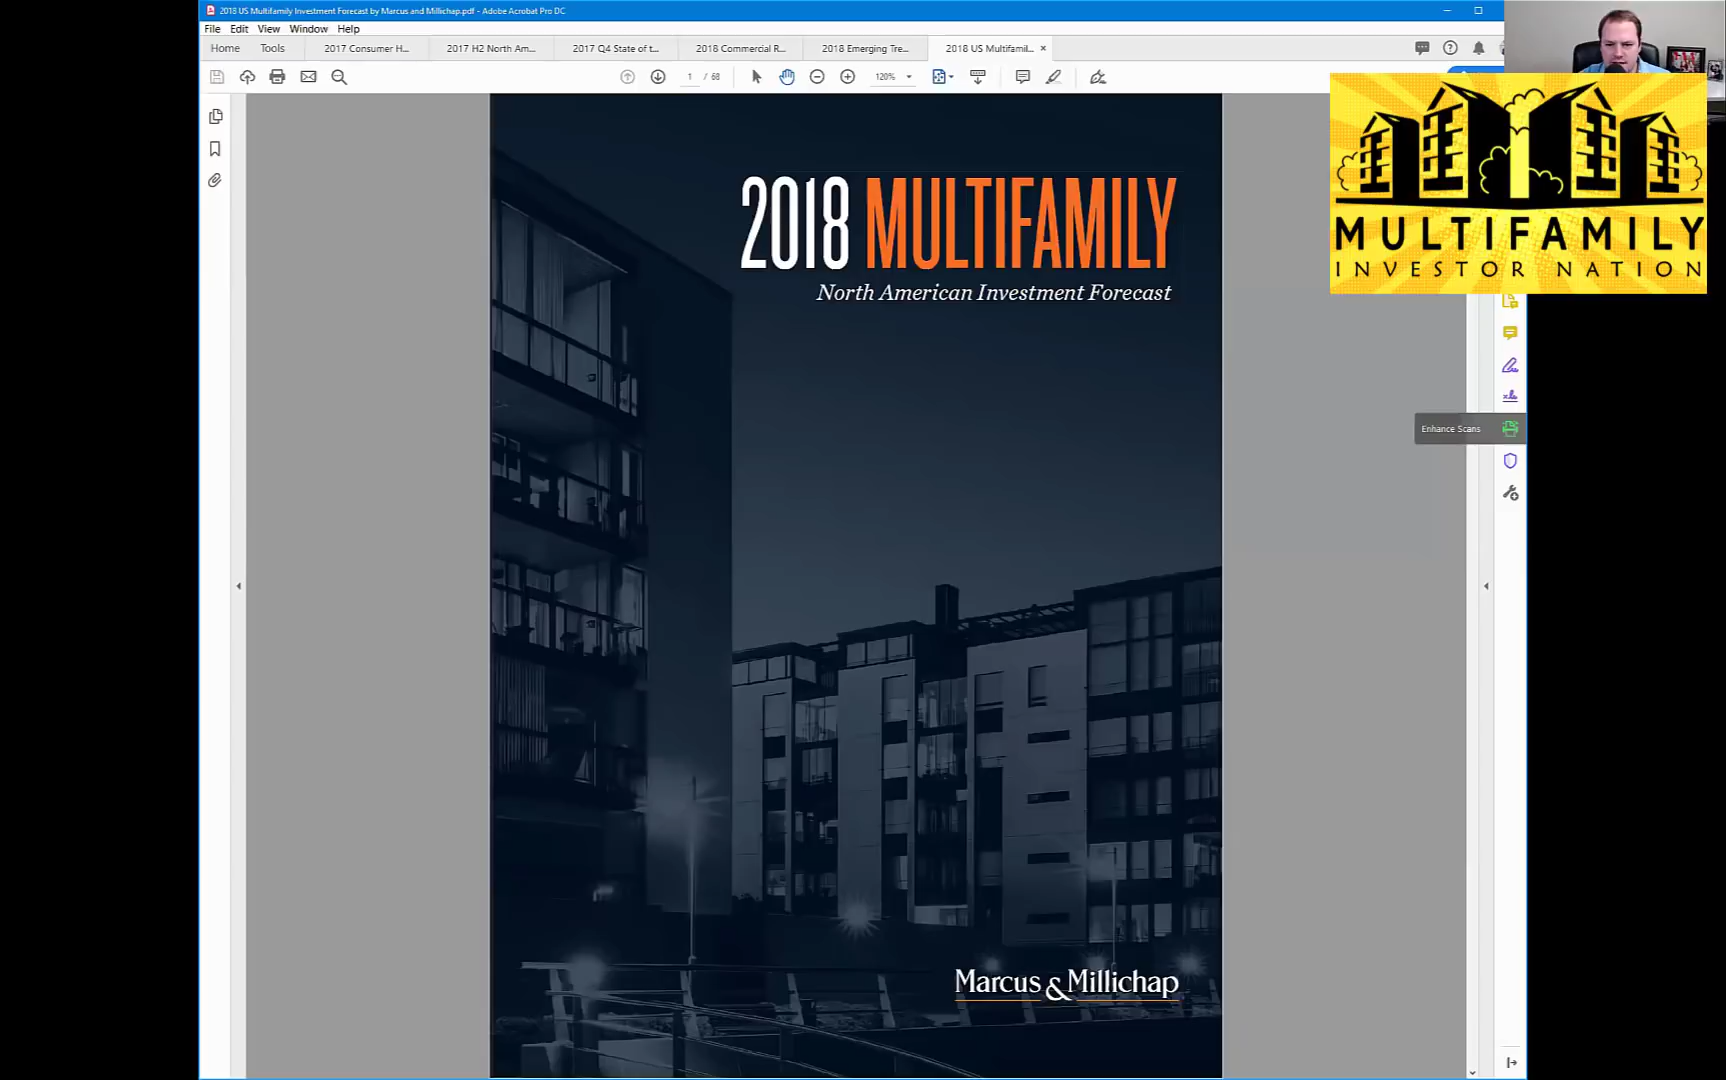 2018 US Multifamily Investment Forecast by Marcus and Millichap.pdf - Adobe Acrobat Pro DC
File Edit View Window Help
Home Tools 2017 Consumer H... 2017 H2 North Am... 2017 Q4 State of t... 2018 Commercial R... 2018 Emerging Tre... 2018 US Multifamil... ×
1 / 68 120%
2018 MULTIFAMILY
North American Investment Forecast
MULTIFAMILY
INVESTOR NATION
Enhance Scans
Marcus & Millichap